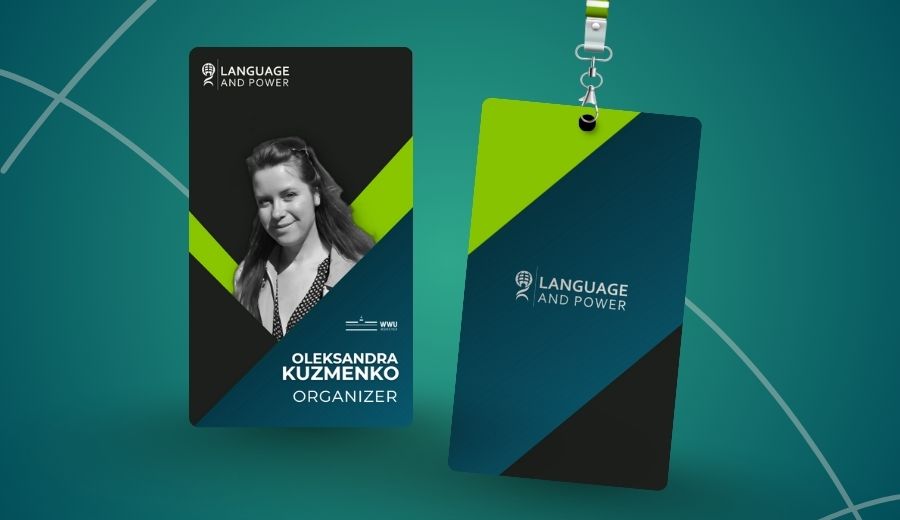 LANGUAGE
AND POWER
WWU
OLEKSANDRA
KUZMENKO
ORGANIZER
LANGUAGE
AND POWER